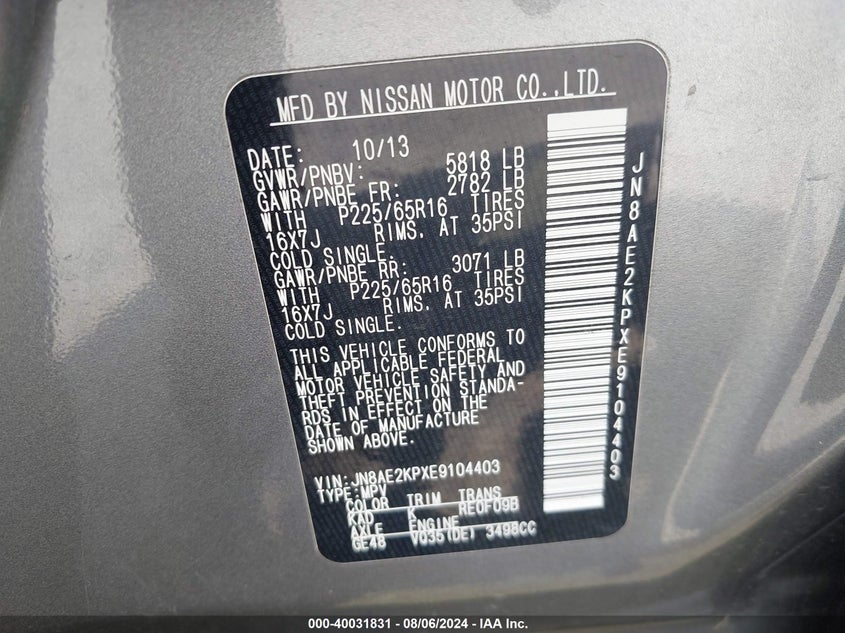 MFD BY NISSAN MOTOR CO.,LTD.
DATE: 10/13
GVWR/PNBV: 5818 LB
GAWR/PNBE FR: 2782 LB
WITH P225/65R16 TIRES
16X7J RIMS, AT 35PSI
COLD SINGLE.
GAWR/PNBE RR: 3071 LB
WITH P225/65R16 TIRES
16X7J RIMS, AT 35PSI
COLD SINGLE.
THIS VEHICLE CONFORMS TO
ALL APPLICABLE FEDERAL
MOTOR VEHICLE SAFETY AND
THEFT PREVENTION STANDA-
RDS IN EFFECT ON THE
DATE OF MANUFACTURE
SHOWN ABOVE.
VIN:JN8AE2KPXE9104403
TYPE:MPV
COLOR TRIM TRANS
KAD K RE0F09B
AXLE ENGINE
GE48 VQ35(DE) 3498CC
JN8AE2KPXE9104403
000-40031831 - 08/06/2024 - IAA Inc.